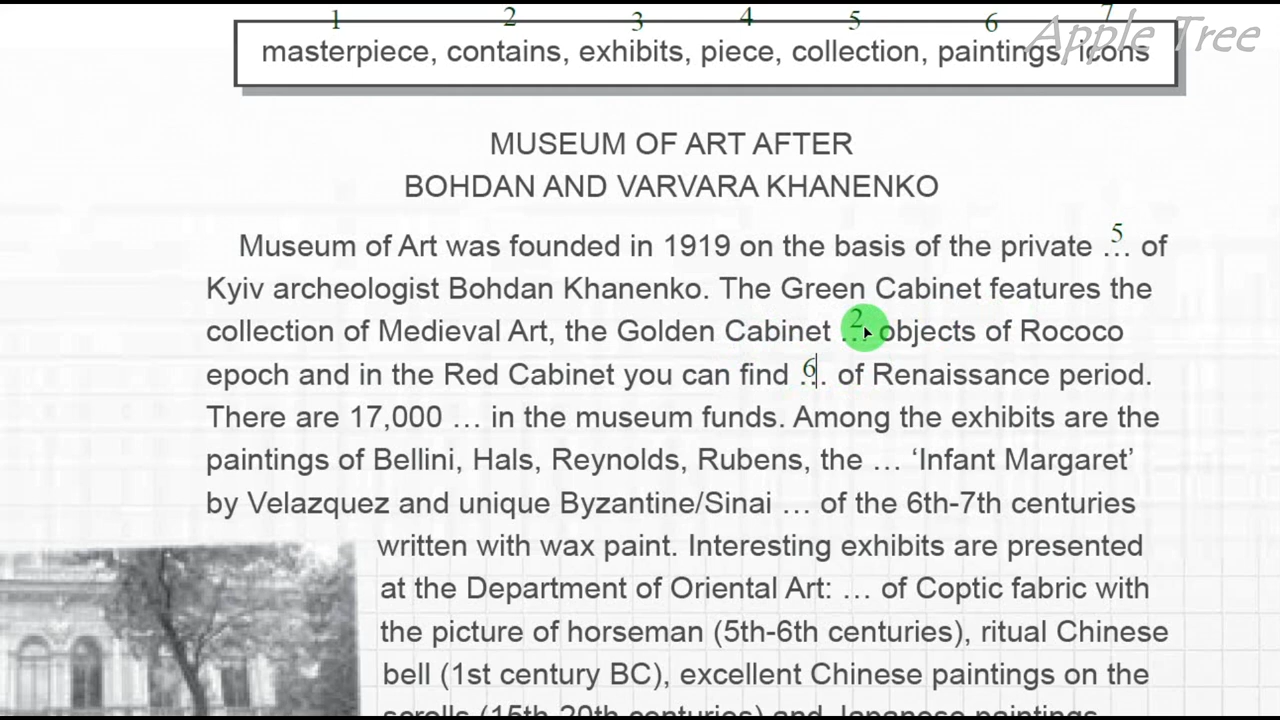 1 2 3 4 5 6 7
Apple Tree
masterpiece, contains, exhibits, piece, collection, paintings, icons
MUSEUM OF ART AFTER
BOHDAN AND VARVARA KHANENKO
Museum of Art was founded in 1919 on the basis of the private 5 … of
Kyiv archeologist Bohdan Khanenko. The Green Cabinet features the
collection of Medieval Art, the Golden Cabinet 2 … objects of Rococo
epoch and in the Red Cabinet you can find 6 … of Renaissance period.
There are 17,000 … in the museum funds. Among the exhibits are the
paintings of Bellini, Hals, Reynolds, Rubens, the … ‘Infant Margaret’
by Velazquez and unique Byzantine/Sinai … of the 6th-7th centuries
written with wax paint. Interesting exhibits are presented
at the Department of Oriental Art: … of Coptic fabric with
the picture of horseman (5th-6th centuries), ritual Chinese
bell (1st century BC), excellent Chinese paintings on the
scrolls (15th-20th centuries) and Japanese paintings